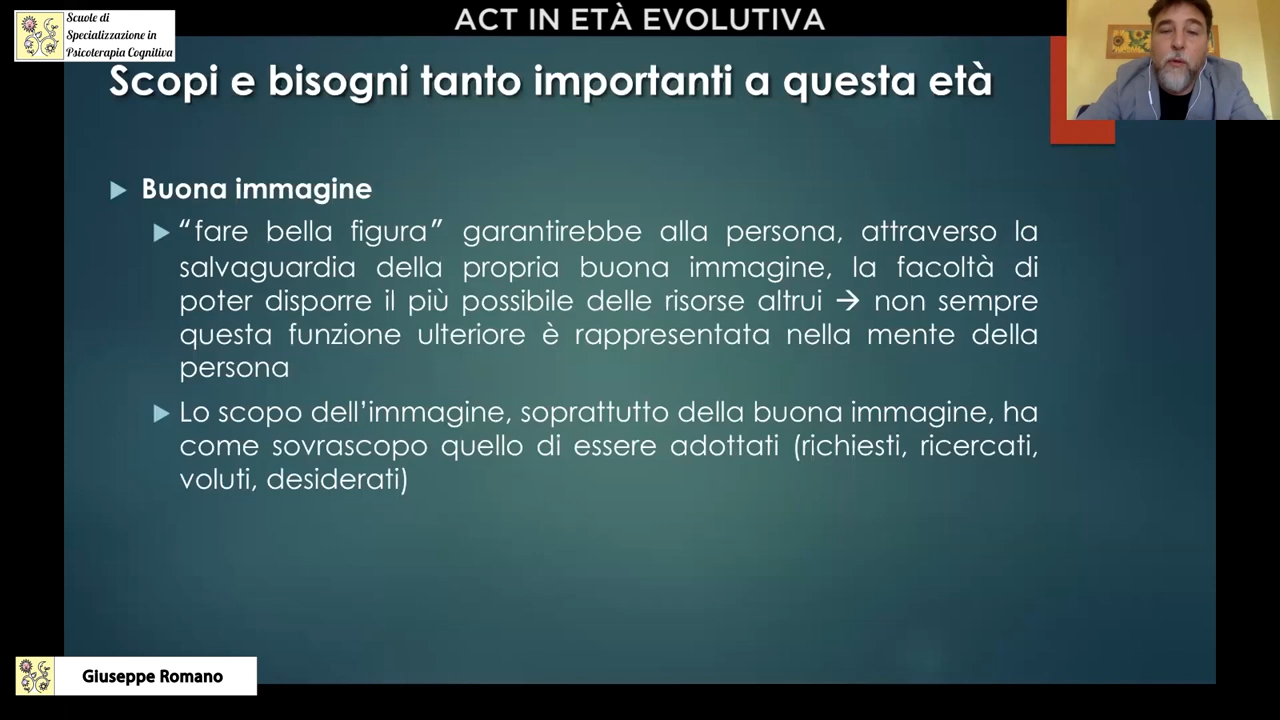 ACT IN ETÀ EVOLUTIVA
Scuole di
Specializzazione in
Psicoterapia Cognitiva
Scopi e bisogni tanto importanti a questa età
Buona immagine
“fare bella figura” garantirebbe alla persona, attraverso la
salvaguardia della propria buona immagine, la facoltà di
poter disporre il più possibile delle risorse altrui → non sempre
questa funzione ulteriore è rappresentata nella mente della
persona
Lo scopo dell’immagine, soprattutto della buona immagine, ha
come sovrascopo quello di essere adottati (richiesti, ricercati,
voluti, desiderati)
Giuseppe Romano